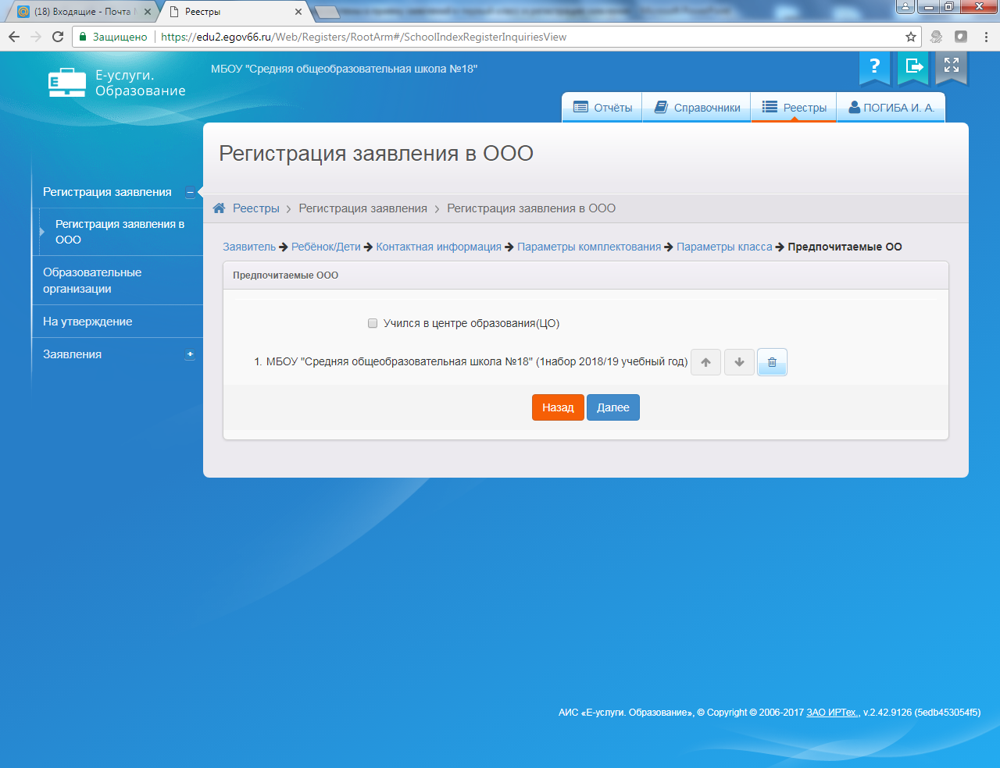 (18) Входящие - Почта
Реестры
Защищено
https://edu2.egov66.ru/Web/Registers/RootArm#/SchoolIndexRegisterInquiriesView
E
Е-услуги.
Образование
МБОУ "Средняя общеобразовательная школа №18"
?
Отчёты
Справочники
Реестры
ПОГИБА И. А.
Регистрация заявления в ООО
Регистрация заявления
Регистрация заявления в
ООО
Образовательные
организации
На утверждение
Заявления
Реестры > Регистрация заявления > Регистрация заявления в ООО
Заявитель → Ребёнок/Дети → Контактная информация → Параметры комплектования → Параметры класса → Предпочитаемые ОО
Предпочитаемые ООО
Учился в центре образования(ЦО)
1. МБОУ "Средняя общеобразовательная школа №18" (1набор 2018/19 учебный год)
Назад Далее
АИС «Е-услуги. Образование», © Copyright © 2006-2017 ЗАО ИРТех., v.2.42.9126 (5edb453054f5)